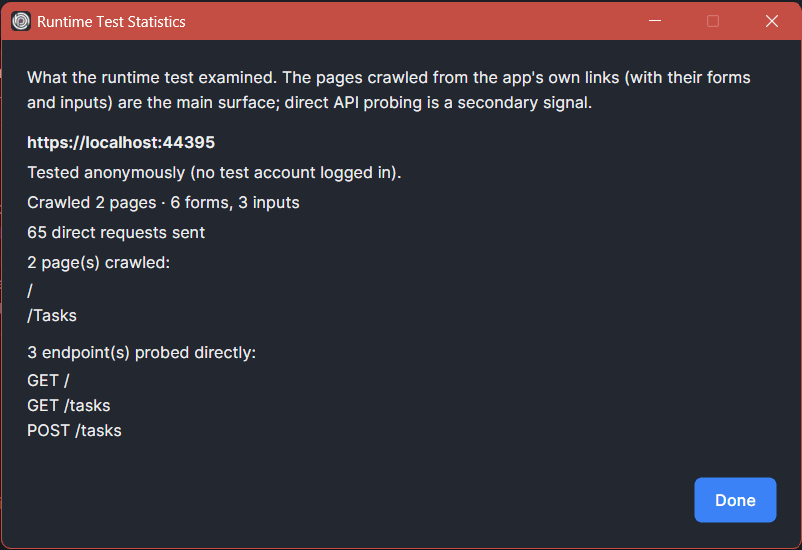 Runtime Test Statistics
What the runtime test examined. The pages crawled from the app's own links (with their forms
and inputs) are the main surface; direct API probing is a secondary signal.
https://localhost:44395
Tested anonymously (no test account logged in).
Crawled 2 pages · 6 forms, 3 inputs
65 direct requests sent
2 page(s) crawled:
/
/Tasks
3 endpoint(s) probed directly:
GET /
GET /tasks
POST /tasks
Done